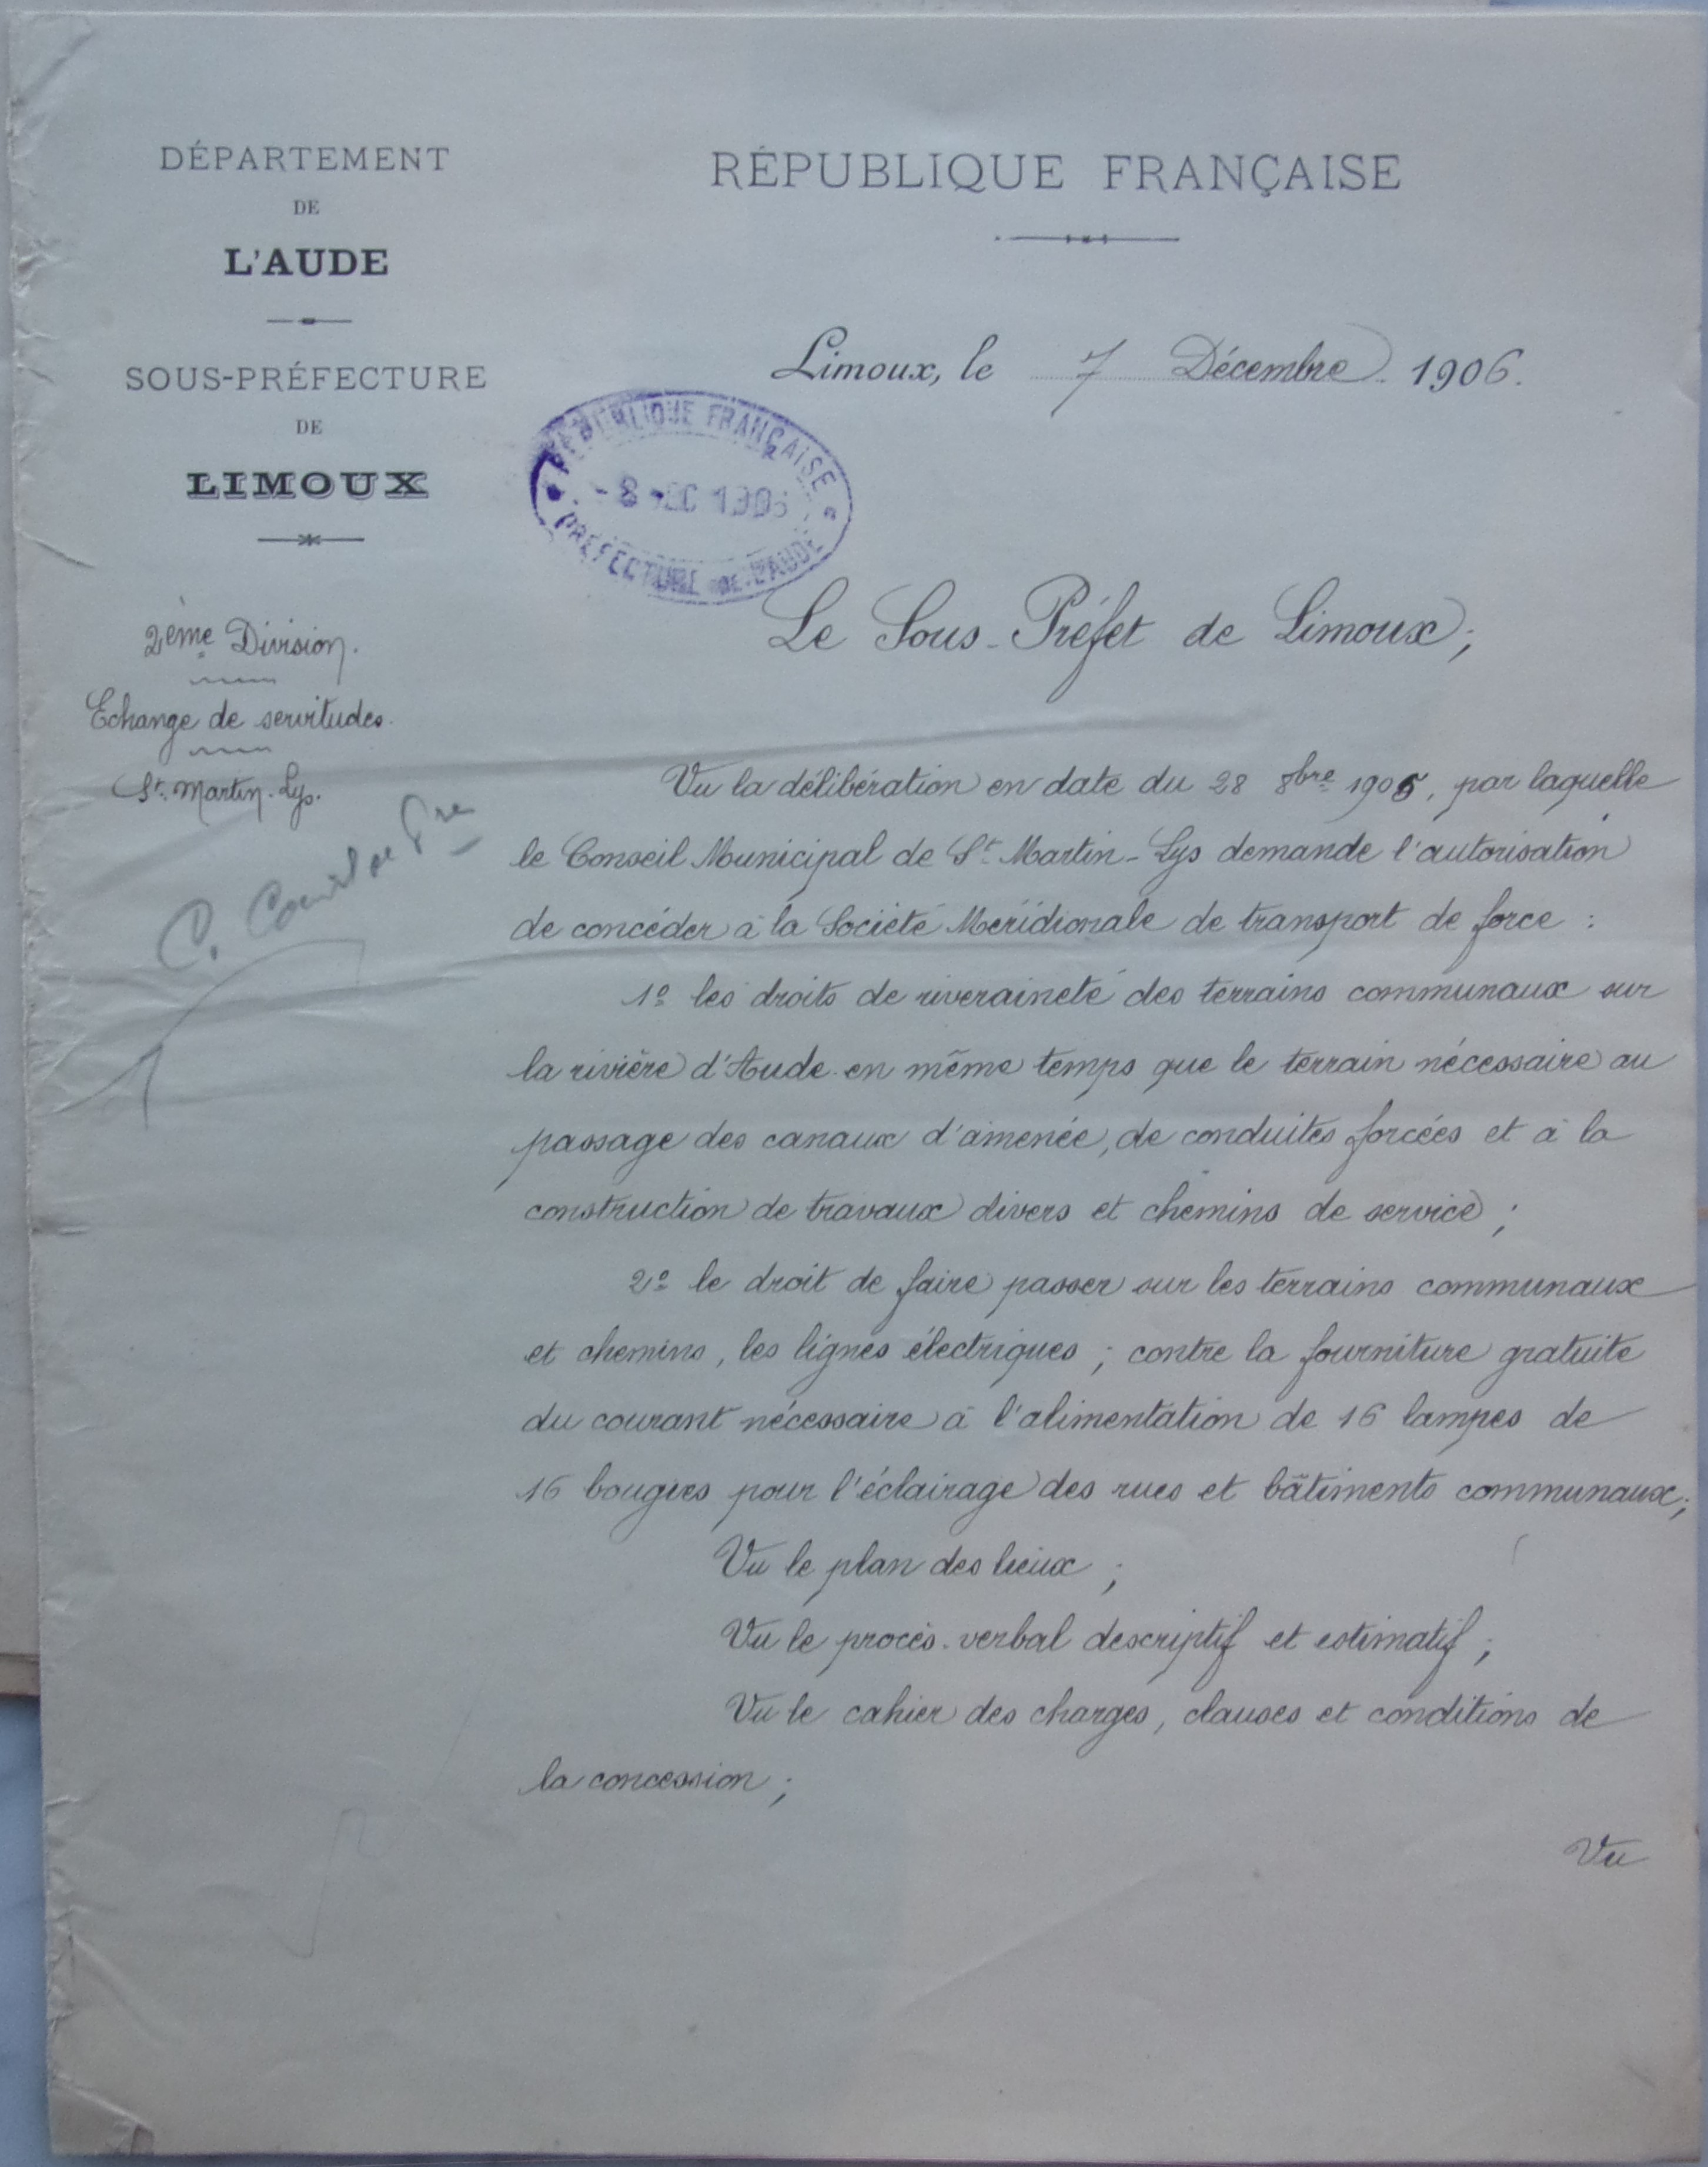 DÉPARTEMENT
DE
L'AUDE
SOUS-PRÉFECTURE
DE
LIMOUX
2ème Division.
Echange de servitudes.
St. Martin-Lys.
RÉPUBLIQUE FRANÇAISE
Limoux, le 7 Décembre 1906.
RÉPUBLIQUE FRANÇAISE
PRÉFECTURE DE L'AUDE
Le Sous-Préfet de Limoux;
Vu la délibération en date du 28 8bre, par laquelle
le Conseil Municipal de St Martin-Lys demande l'autorisation
de concéder à la Société Méridionale de transport de force :
1º les droits de riveraineté des terrains communaux sur
la rivière d'Aude en même temps que le terrain nécessaire au
passage des canaux d'amenée, de conduites forcées et à la
construction de travaux divers et chemins de service ;
2º le droit de faire passer sur les terrains communaux
et chemins, les lignes électriques ; contre la fourniture gratuite
du courant nécessaire à l'alimentation de 16 lampes de
16 bougies pour l'éclairage des rues et bâtiments communaux;
Vu le plan des lieux ;
Vu le procès-verbal descriptif et estimatif ;
Vu le cahier des charges, clauses et conditions de
la concession ;
Vu